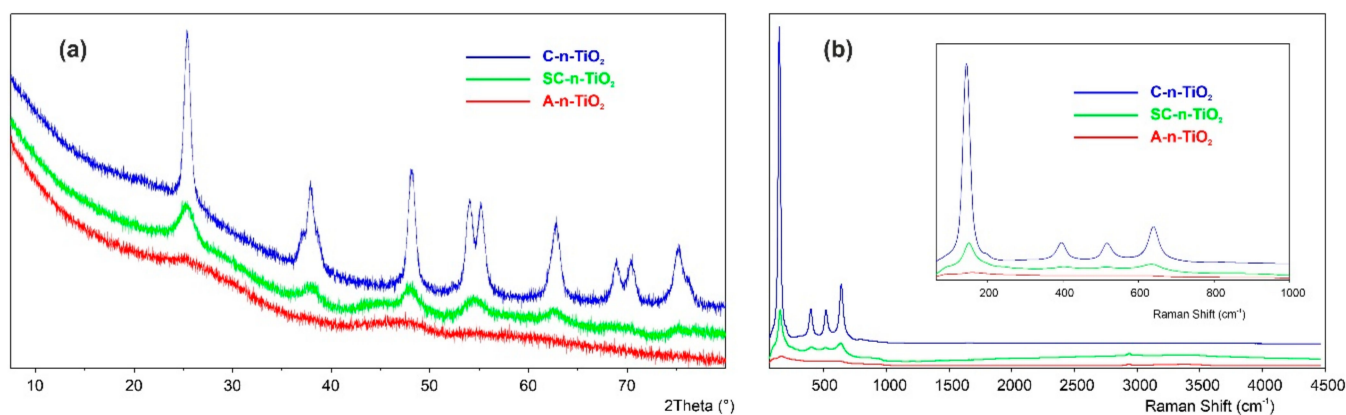 (a)
C-n-TiO₂
SC-n-TiO₂
A-n-TiO₂
10 20 30 40 50 60 70
2Theta (°)
(b)
C-n-TiO₂
SC-n-TiO₂
A-n-TiO₂
200 400 600 800 1000
Raman Shift (cm⁻¹)
500 1000 1500 2000 2500 3000 3500 4000 4500
Raman Shift (cm⁻¹)